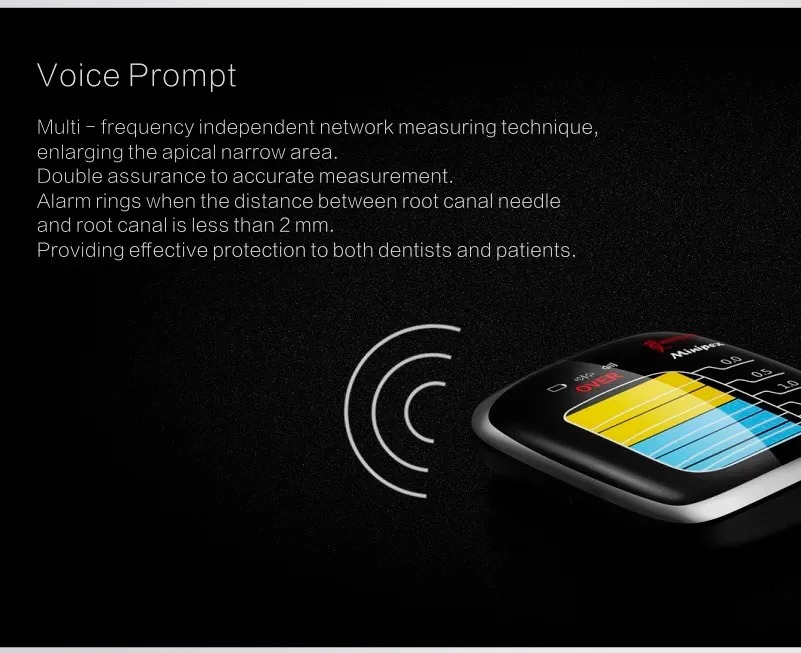 Voice Prompt
Multi - frequency independent network measuring technique,
enlarging the apical narrow area.
Double assurance to accurate measurement.
Alarm rings when the distance between root canal needle
and root canal is less than 2 mm.
Providing effective protection to both dentists and patients.
Minipex
OVER
0.0
0.5
1.0